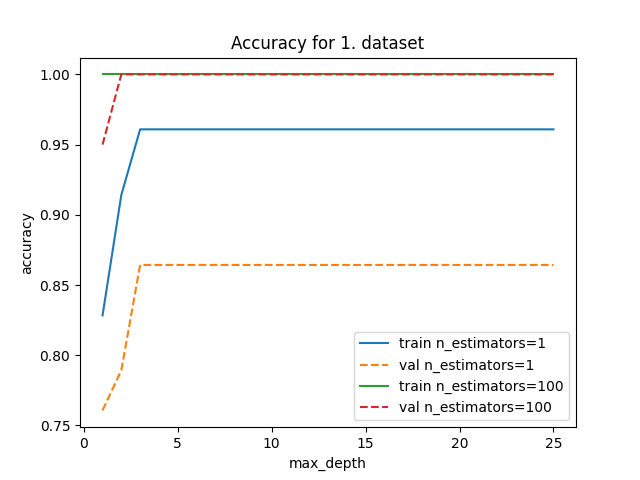 Accuracy for 1. dataset
accuracy
1.00
0.95
0.90
0.85
0.80
0.75
train n_estimators=1
val n_estimators=1
train n_estimators=100
val n_estimators=100
0 5 10 15 20 25
max_depth